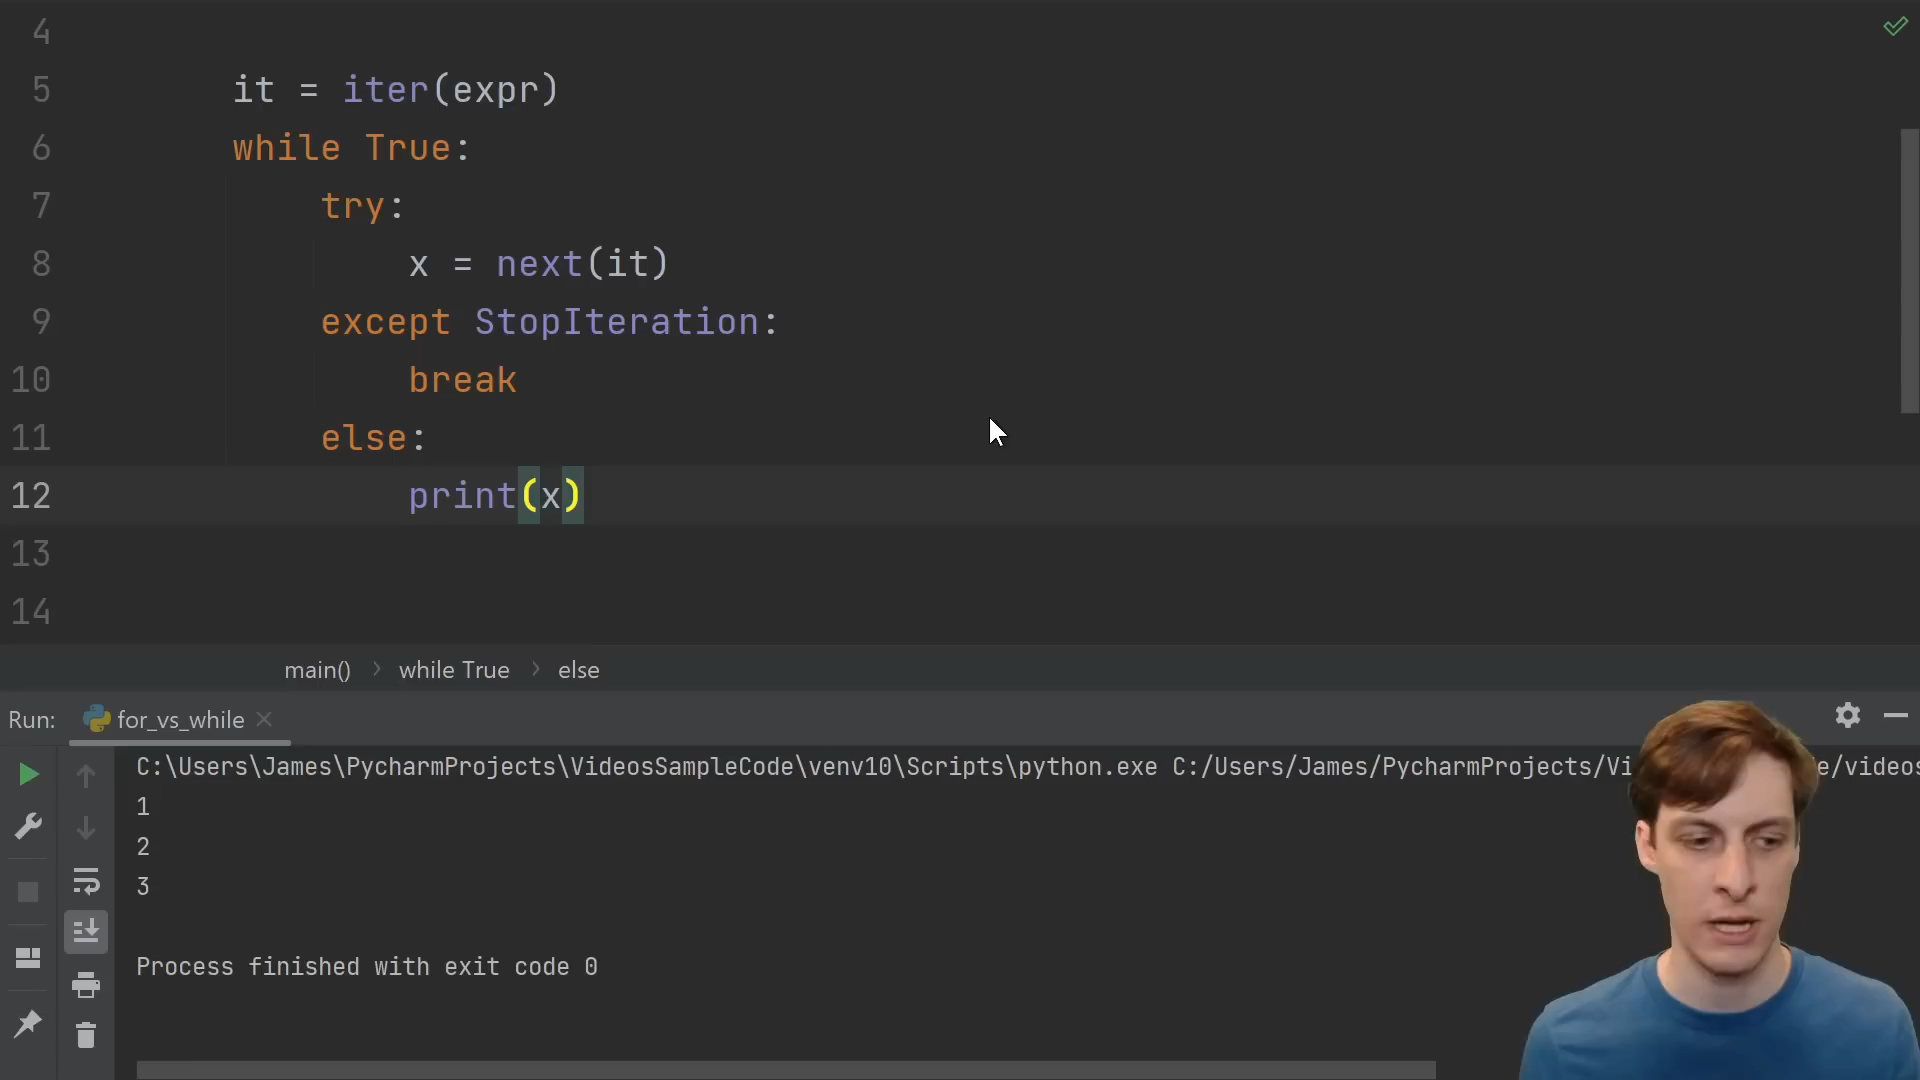 4
5 it = iter(expr)
6 while True:
7 try:
8 x = next(it)
9 except StopIteration:
10 break
11 else:
12 print(x)
13
14
main() > while True > else
Run: for_vs_while
C:\Users\James\PycharmProjects\VideosSampleCode\venv10\Scripts\python.exe C:/Users/James/PycharmProjects/Vi e/videos
1
2
3
Process finished with exit code 0